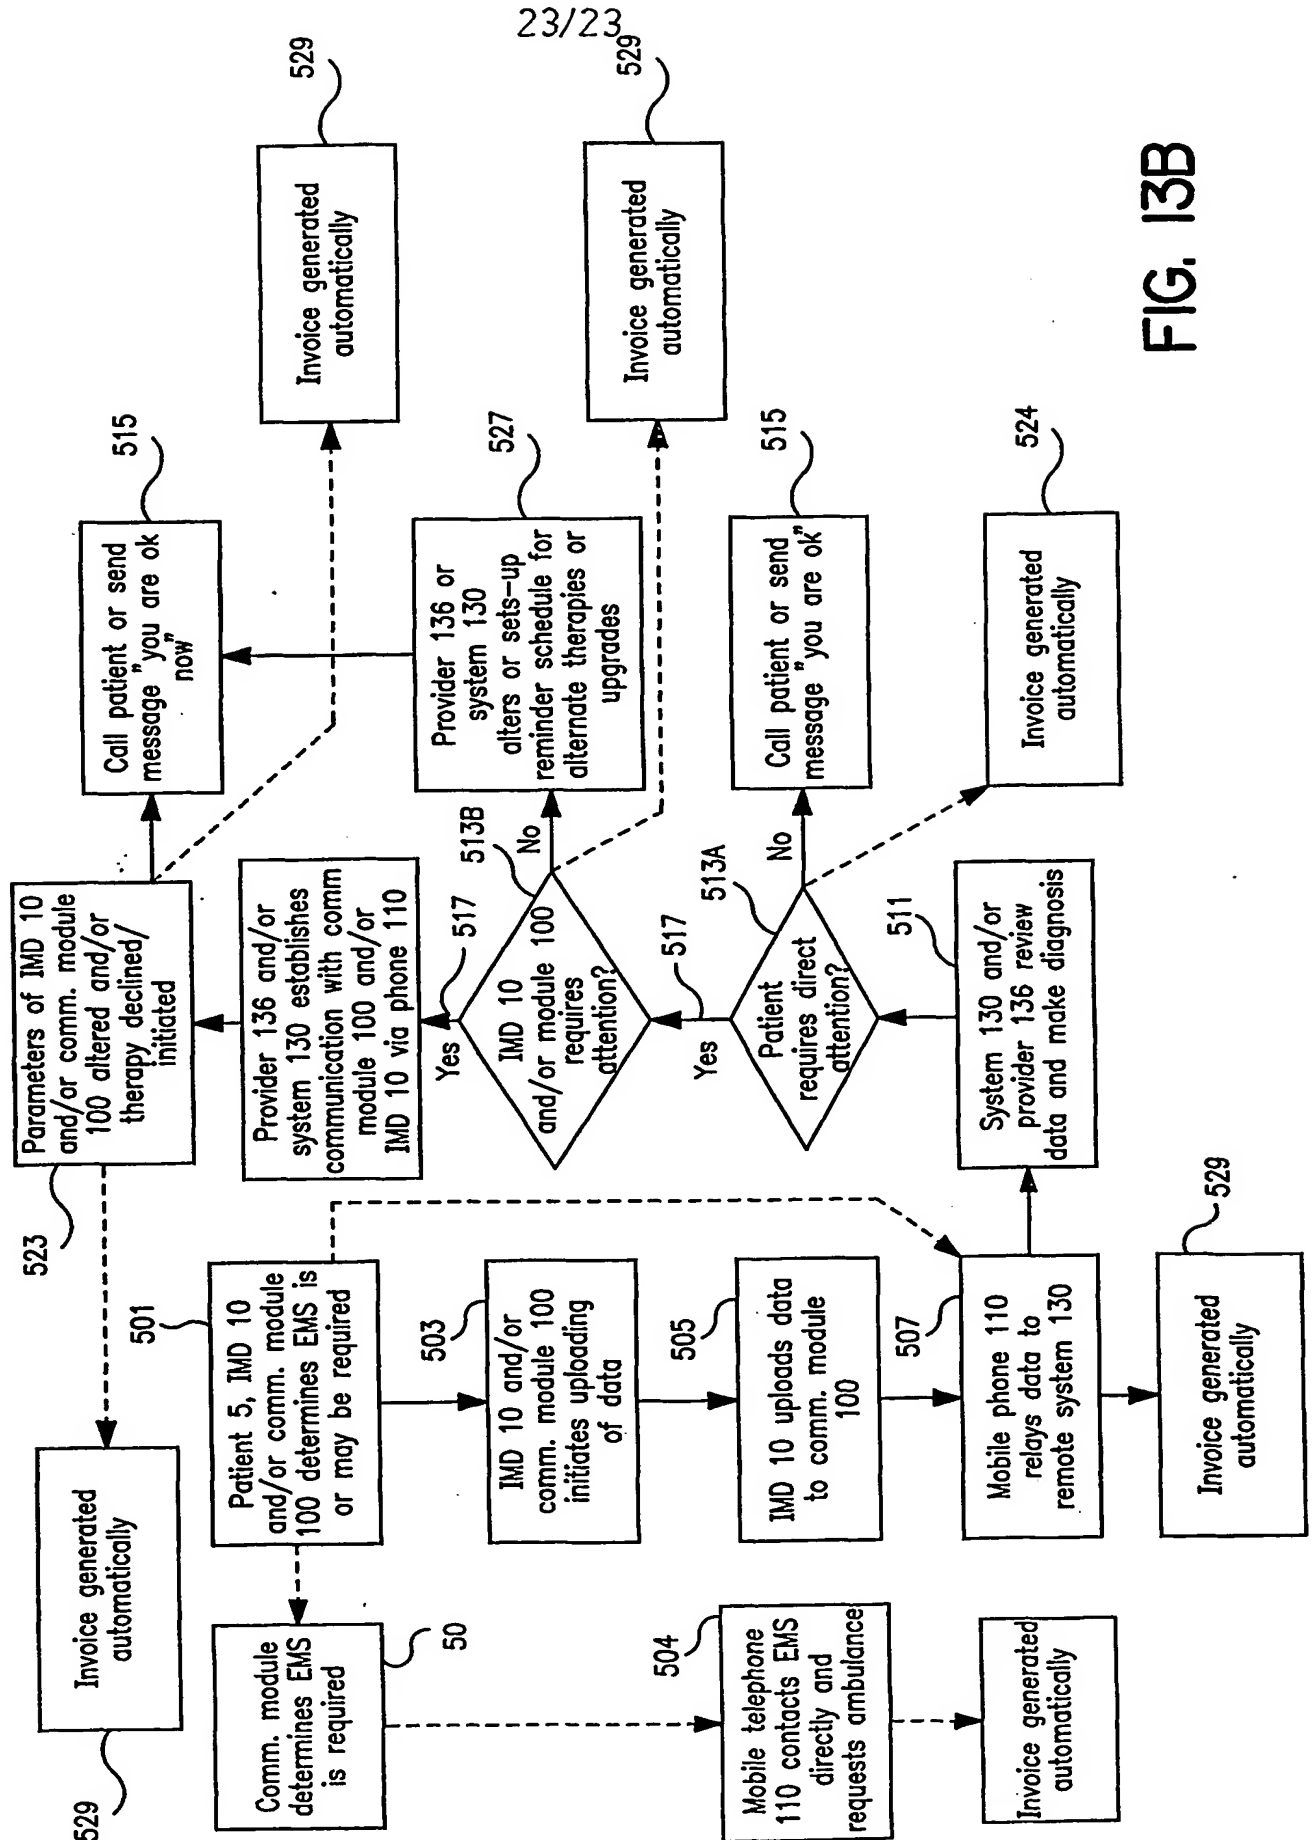 23/23
529
Invoice generated
automatically
523
Parameters of IMD 10
and/or comm. module
100 altered and/or
therapy declined/
initiated
515
Call patient or send
message "you are ok
now"
529
Invoice generated
automatically
501
Patient 5, IMD 10
and/or comm. module
100 determines EMS is
or may be required
Provider 136 and/or
system 130 establishes
communication with comm
module 100 and/or
IMD 10 via phone 110
517
Yes
513B
No
IMD 10
and/or module 100
requires
attention?
527
Provider 136 or
system 130
alters or sets-up
reminder schedule for
alternate therapies or
upgrades
529
Invoice generated
automatically
Comm. module
determines EMS
is required
50
503
IMD 10 and/or
comm. module 100
initiates uploading
of data
517
Yes
513A
No
Patient
requires direct
attention?
515
Call patient or send
message "you are ok"
504
Mobile telephone
110 contacts EMS
directly and
requests ambulance
505
IMD 10 uploads data
to comm. module
100
507
Mobile phone 110
relays data to
remote system 130
511
System 130 and/or
provider 136 review
data and make diagnosis
524
Invoice generated
automatically
Invoice generated
automatically
529
Invoice generated
automatically
FIG. 13B